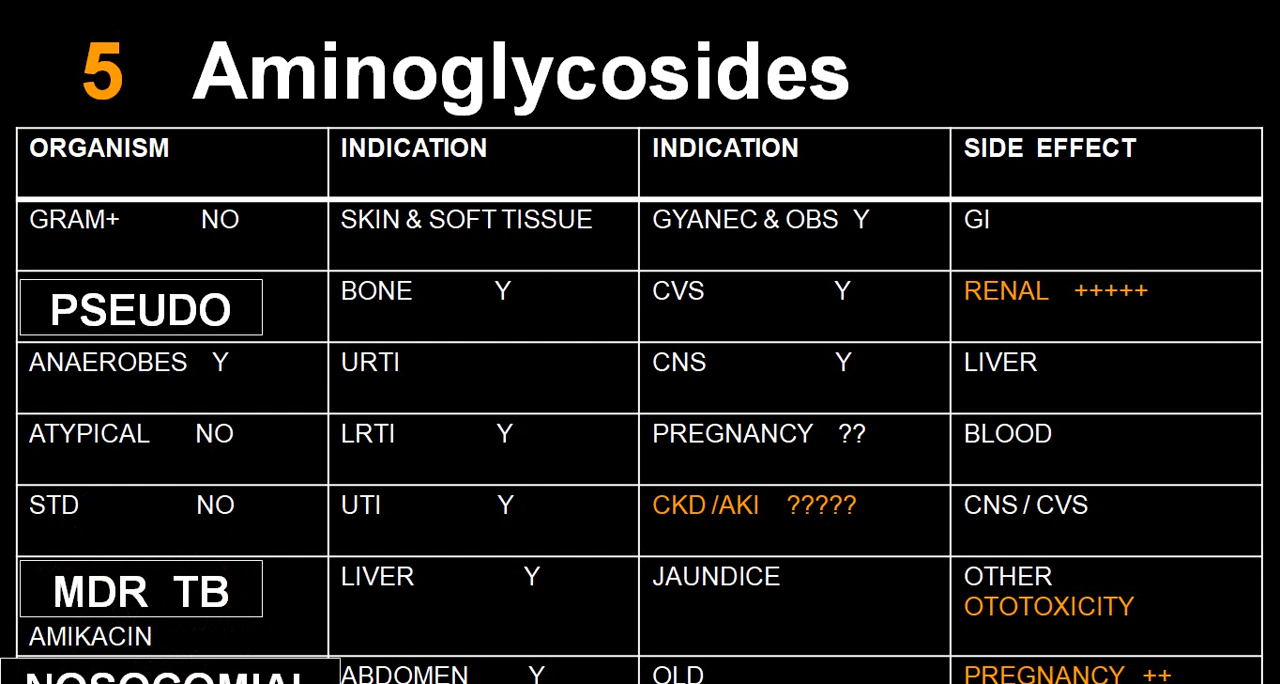 5 Aminoglycosides
ORGANISM INDICATION INDICATION SIDE EFFECT
GRAM+ NO SKIN & SOFT TISSUE GYANEC & OBS Y GI
PSEUDO BONE Y CVS Y RENAL +++++
ANAEROBES Y URTI CNS Y LIVER
ATYPICAL NO LRTI Y PREGNANCY ?? BLOOD
STD NO UTI Y CKD /AKI ????? CNS / CVS
MDR TB LIVER Y JAUNDICE OTHER
OTOTOXICITY
AMIKACIN
NOSOCOMIAL ABDOMEN Y OLD PREGNANCY ++